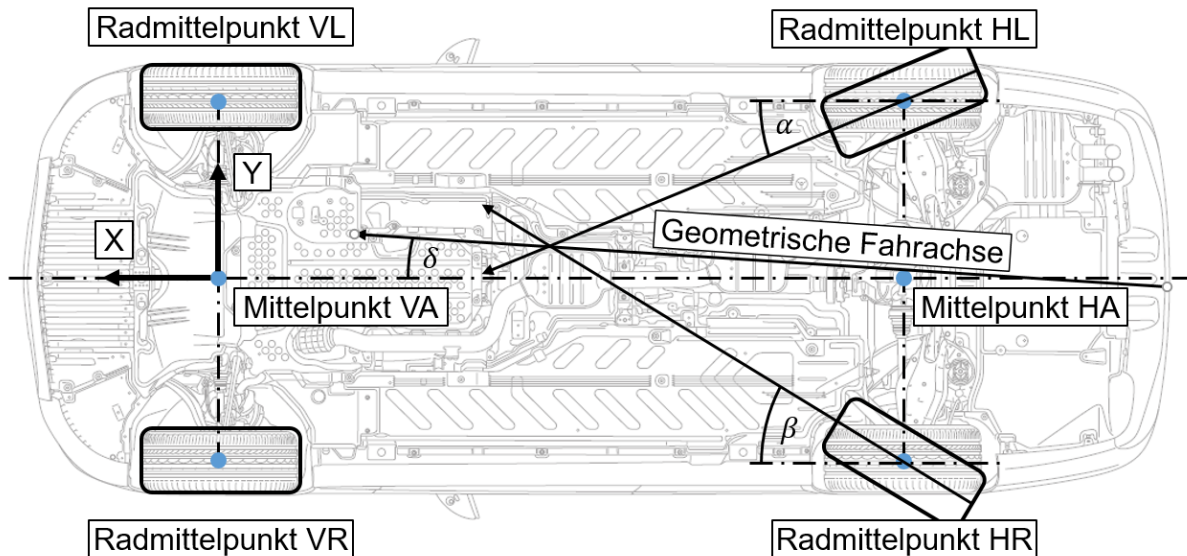 Radmittelpunkt VL
Radmittelpunkt HL
α
Y
X
δ
Geometrische Fahrachse
Mittelpunkt VA
Mittelpunkt HA
β
Radmittelpunkt VR
Radmittelpunkt HR